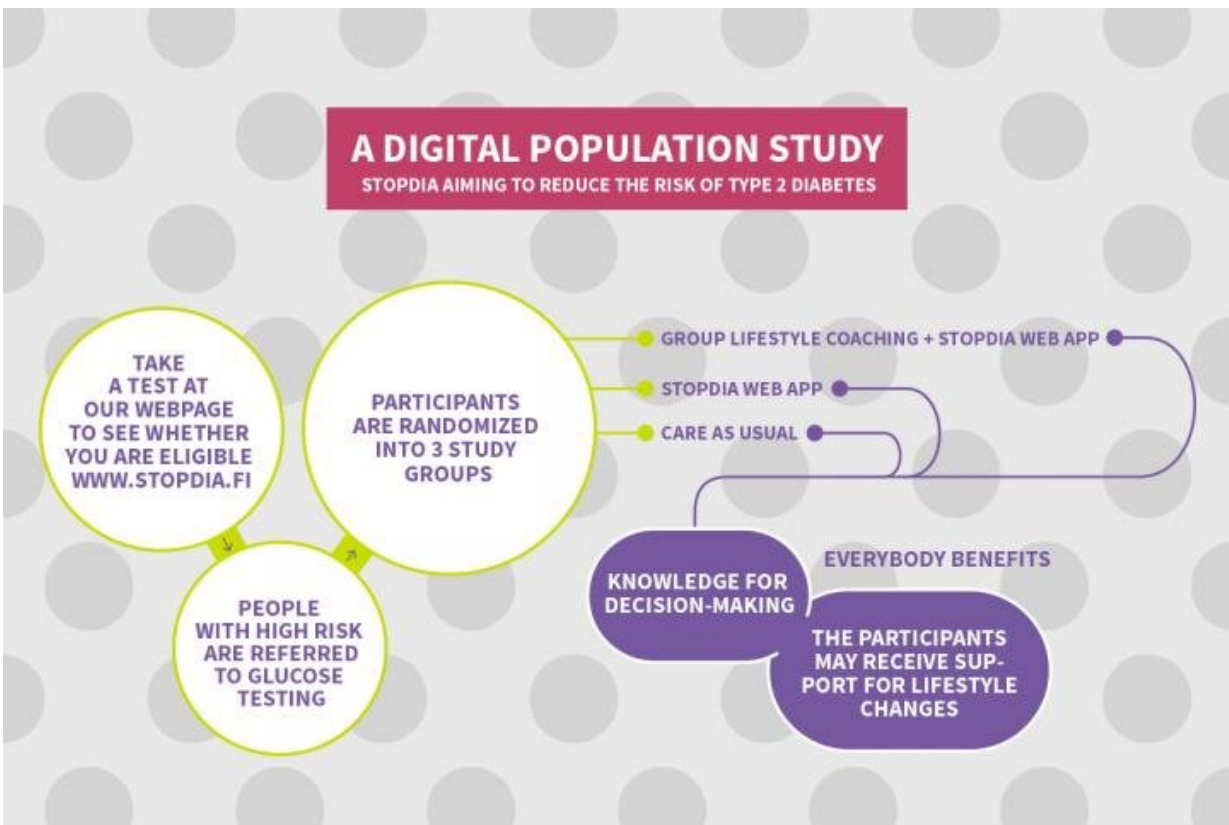 A DIGITAL POPULATION STUDY
STOPDIA AIMING TO REDUCE THE RISK OF TYPE 2 DIABETES
TAKE
A TEST AT
OUR WEBPAGE
TO SEE WHETHER
YOU ARE ELIGIBLE
WWW.STOPDIA.FI
PEOPLE
WITH HIGH RISK
ARE REFERRED
TO GLUCOSE
TESTING
PARTICIPANTS
ARE RANDOMIZED
INTO 3 STUDY
GROUPS
GROUP LIFESTYLE COACHING + STOPDIA WEB APP
STOPDIA WEB APP
CARE AS USUAL
KNOWLEDGE FOR
DECISION-MAKING
EVERYBODY BENEFITS
THE PARTICIPANTS
MAY RECEIVE SUP-
PORT FOR LIFESTYLE
CHANGES